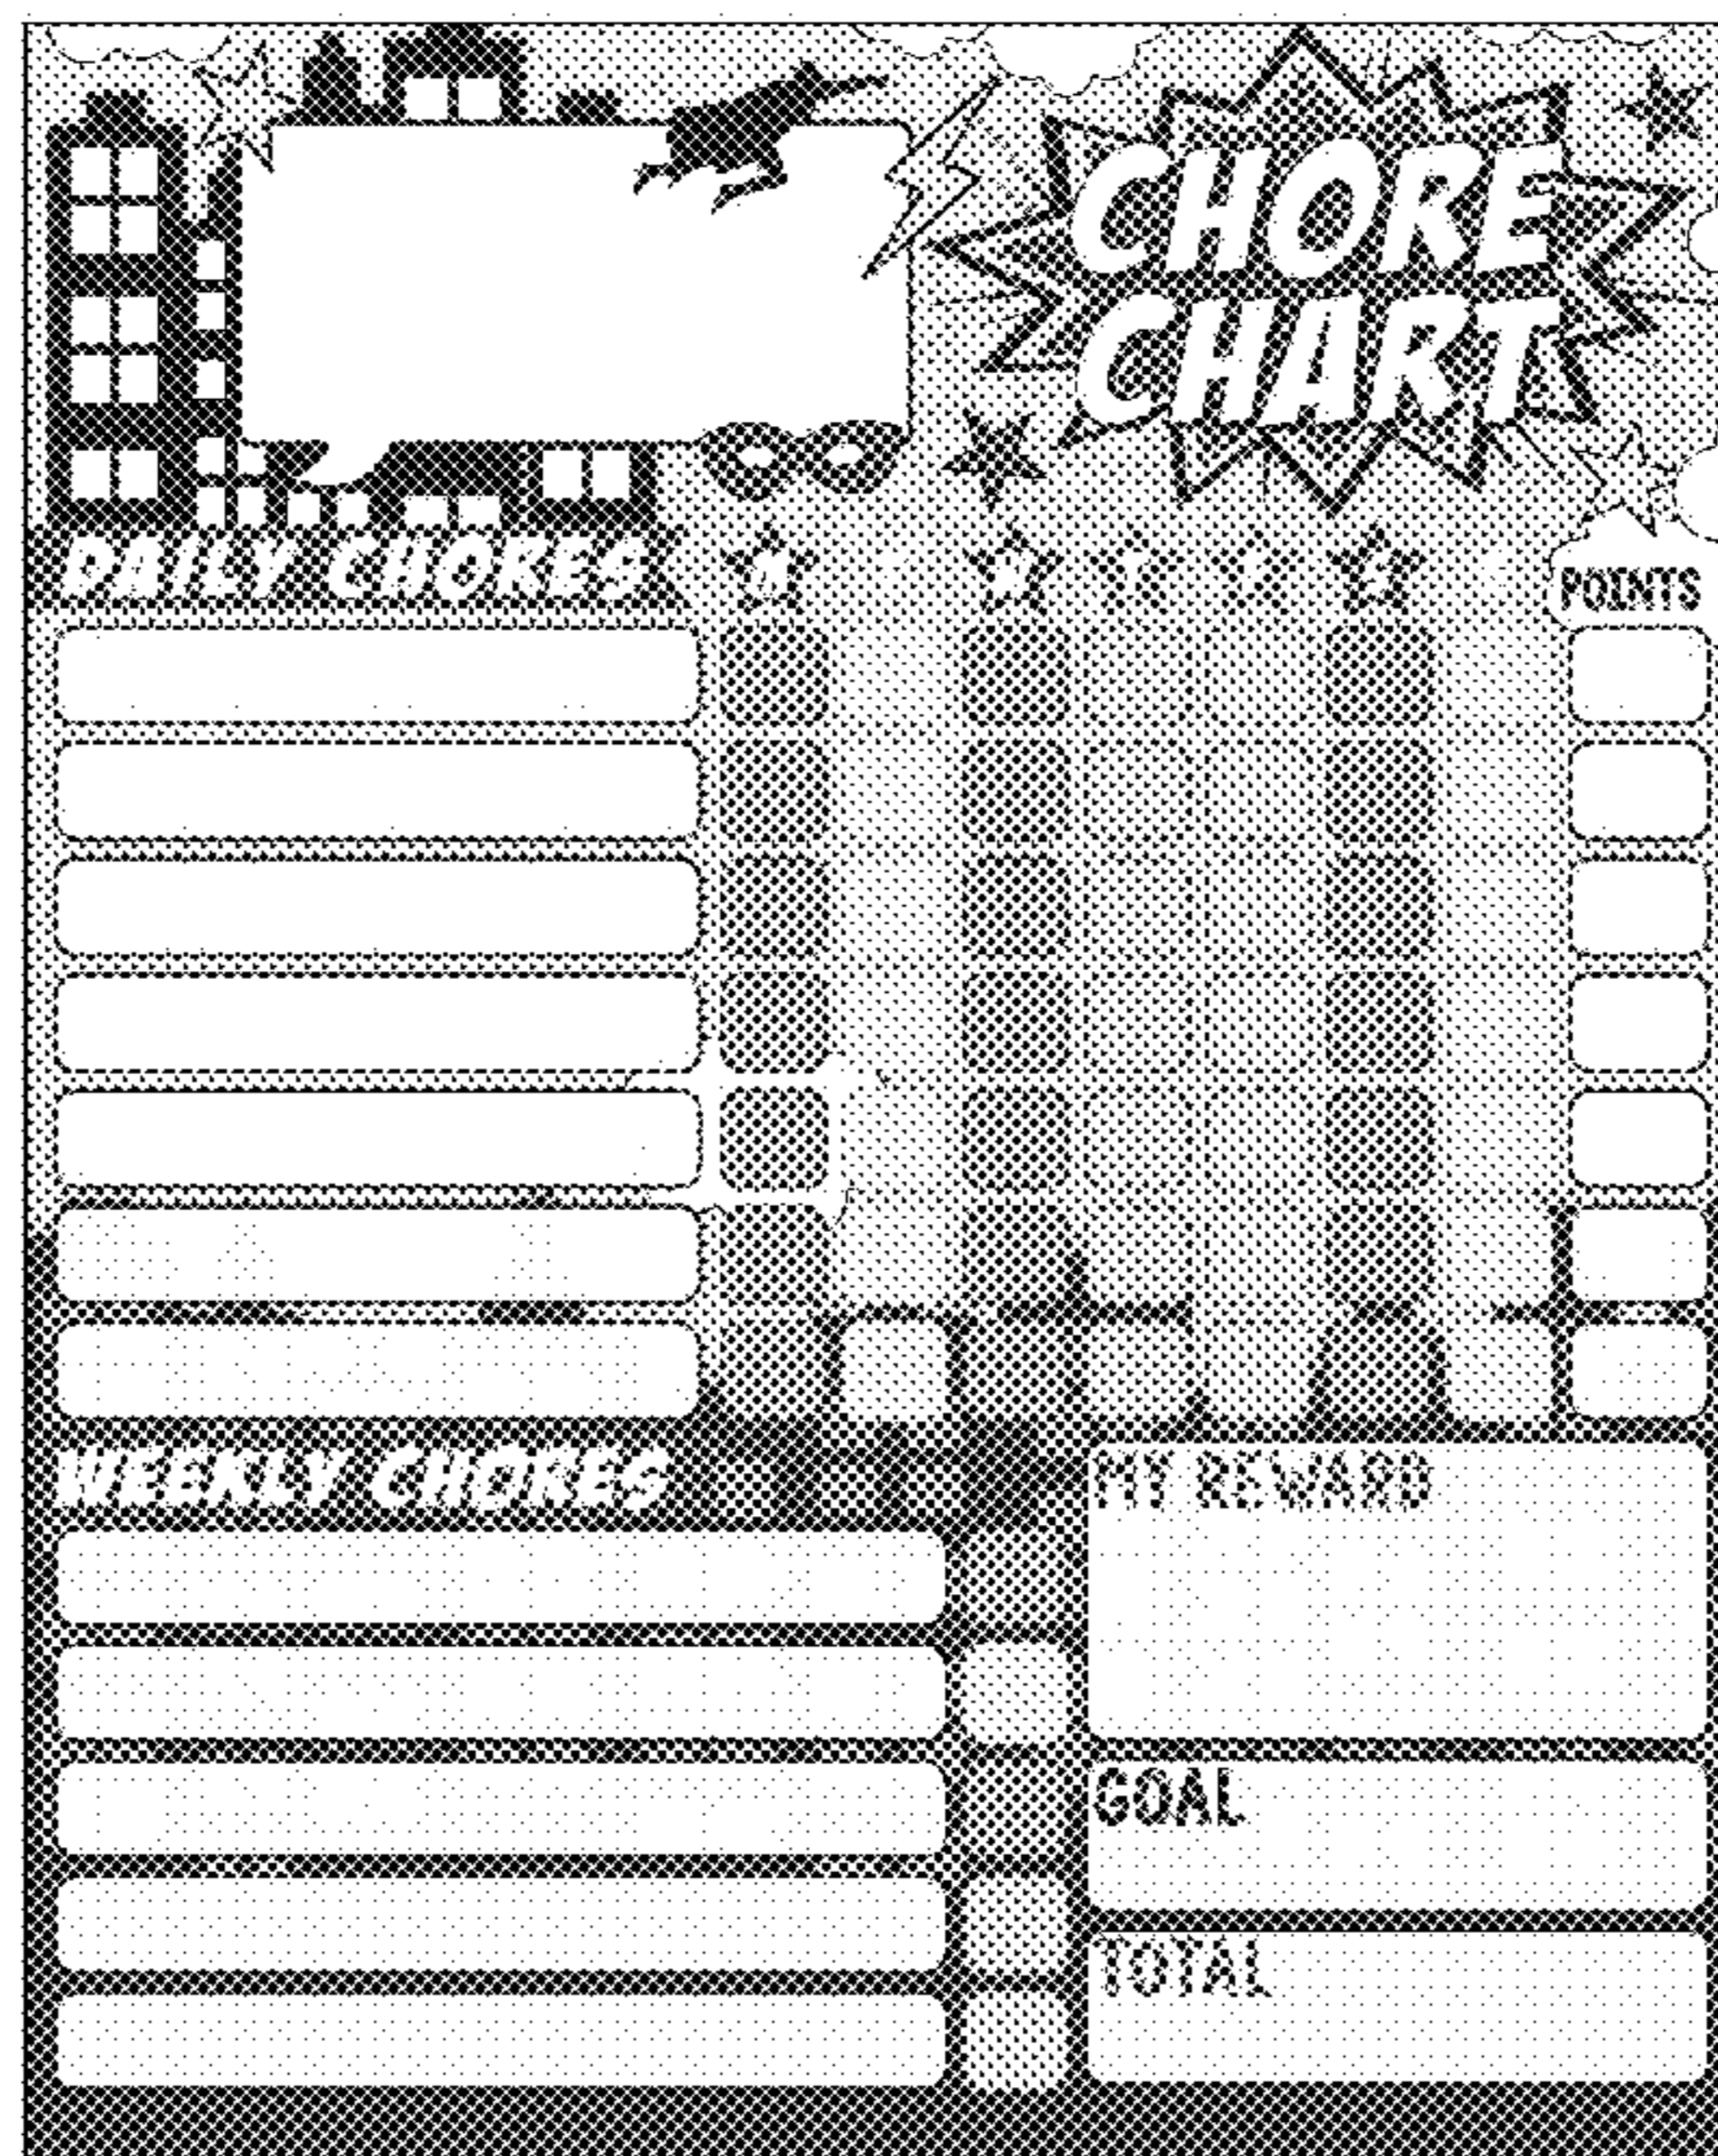 CHORE
CHART
DAILY CHORES M W T F S POINTS
WEEKLY CHORES
MY REWARD
GOAL
TOTAL